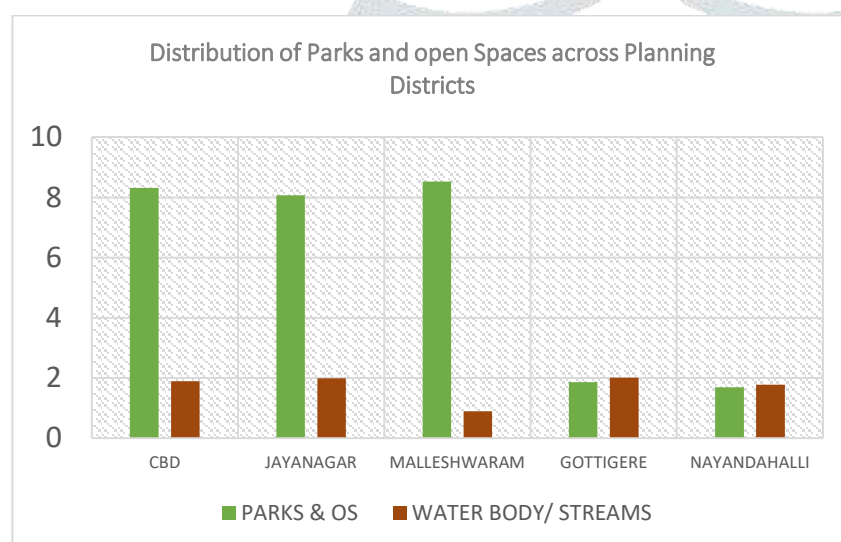 Distribution of Parks and open Spaces across Planning
Districts
10
8
6
4
2
0
CBD JAYANAGAR MALLESHWARAM GOTTIGERE NAYANDAHALLI
PARKS & OS WATER BODY/ STREAMS